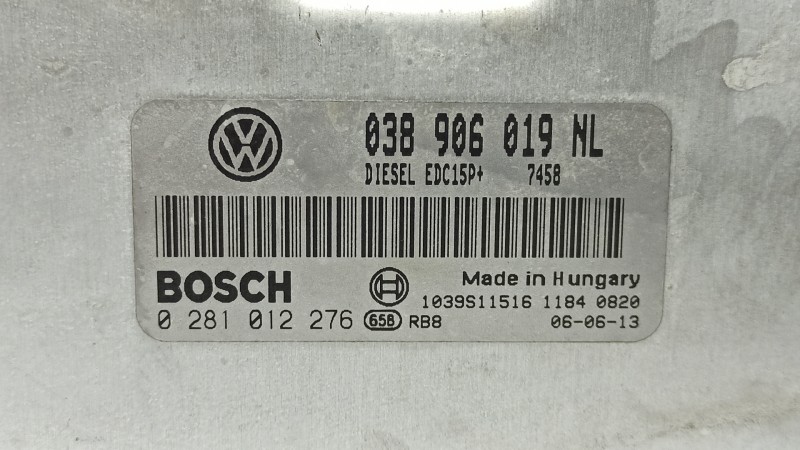 038 906 019 NL
DIESEL EDC15P+ 7458
BOSCH
Made in Hungary
1039S11516 1184 0820
0 281 012 276 658 RB8 06-06-13